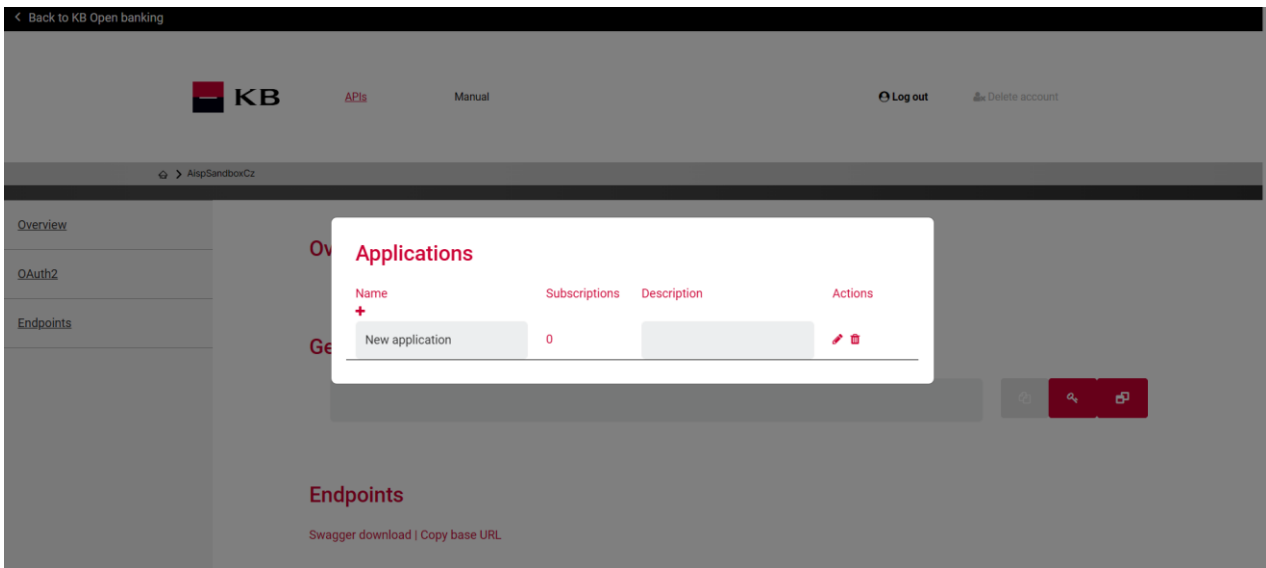 Back to KB Open banking
KB
APIs
Manual
Log out
Delete account
AispSandboxCz
Overview
OAuth2
Endpoints
Ov
Applications
Name
Subscriptions
Description
Actions
New application
0
Ge
Endpoints
Swagger download | Copy base URL